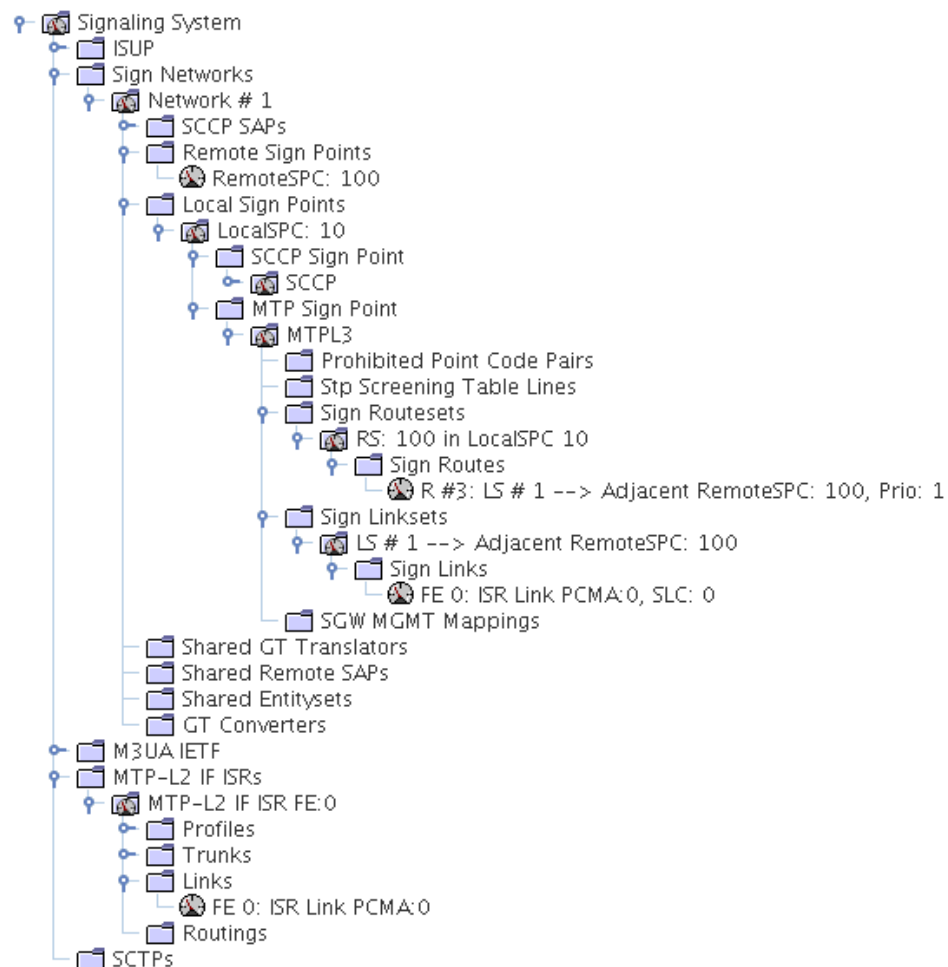 Signaling System
ISUP
Sign Networks
Network # 1
SCCP SAPs
Remote Sign Points
RemoteSPC: 100
Local Sign Points
LocalSPC: 10
SCCP Sign Point
SCCP
MTP Sign Point
MTPL3
Prohibited Point Code Pairs
Stp Screening Table Lines
Sign Routesets
RS: 100 in LocalSPC 10
Sign Routes
R #3: LS # 1 --> Adjacent RemoteSPC: 100, Prio: 1
Sign Linksets
LS # 1 --> Adjacent RemoteSPC: 100
Sign Links
FE 0: ISR Link PCMA:0, SLC: 0
SGW MGMT Mappings
Shared GT Translators
Shared Remote SAPs
Shared Entitysets
GT Converters
M3UA IETF
MTP-L2 IF ISRs
MTP-L2 IF ISR FE:0
Profiles
Trunks
Links
FE 0: ISR Link PCMA:0
Routings
SCTPs